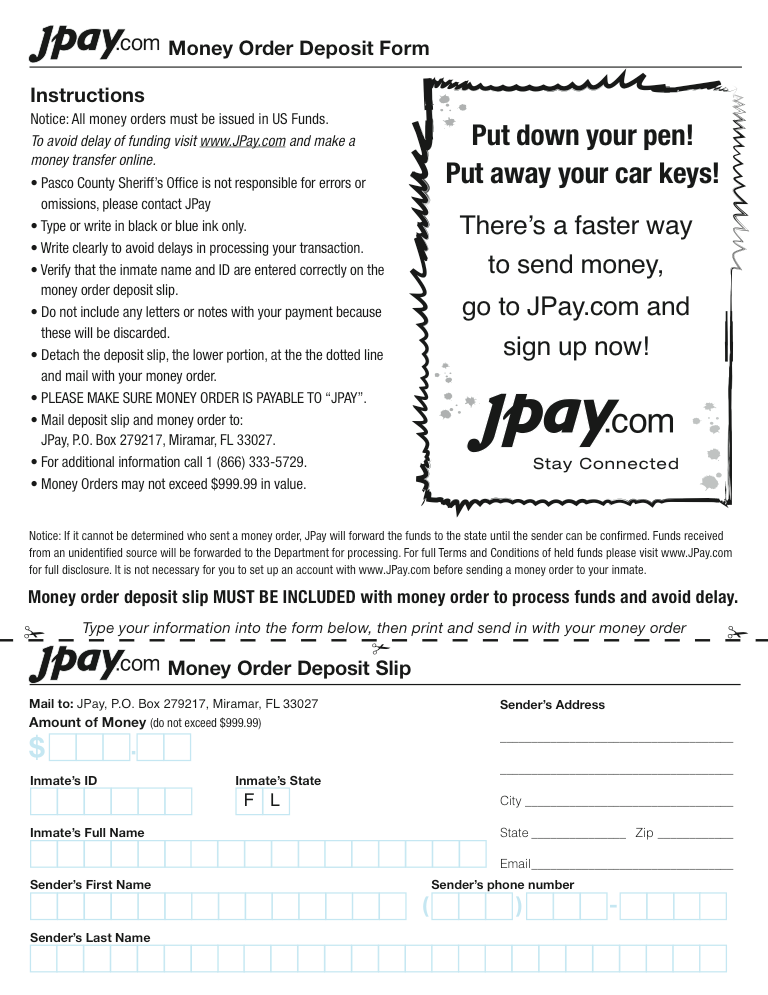 Jpay.com Money Order Deposit Form
Instructions
Notice: All money orders must be issued in US Funds.
To avoid delay of funding visit www.JPay.com and make a
money transfer online.
• Pasco County Sheriff's Office is not responsible for errors or
omissions, please contact JPay
• Type or write in black or blue ink only.
• Write clearly to avoid delays in processing your transaction.
• Verify that the inmate name and ID are entered correctly on the
money order deposit slip.
• Do not include any letters or notes with your payment because
these will be discarded.
• Detach the deposit slip, the lower portion, at the the dotted line
and mail with your money order.
• PLEASE MAKE SURE MONEY ORDER IS PAYABLE TO “JPAY”.
• Mail deposit slip and money order to:
JPay, P.O. Box 279217, Miramar, FL 33027.
• For additional information call 1 (866) 333-5729.
• Money Orders may not exceed $999.99 in value.
Put down your pen!
Put away your car keys!
There's a faster way
to send money,
go to JPay.com and
sign up now!
Jpay.com
Stay Connected
Notice: If it cannot be determined who sent a money order, JPay will forward the funds to the state until the sender can be confirmed. Funds received
from an unidentified source will be forwarded to the Department for processing. For full Terms and Conditions of held funds please visit www.JPay.com
for full disclosure. It is not necessary for you to set up an account with www.JPay.com before sending a money order to your inmate.
Money order deposit slip MUST BE INCLUDED with money order to process funds and avoid delay.
Type your information into the form below, then print and send in with your money order
Jpay.com Money Order Deposit Slip
Mail to: JPay, P.O. Box 279217, Miramar, FL 33027
Amount of Money (do not exceed $999.99)
$ .
Inmate's ID
Inmate's State
F L
Inmate's Full Name
Sender's Address
City
State Zip
Email
Sender's First Name
Sender's phone number
( ) -
Sender's Last Name